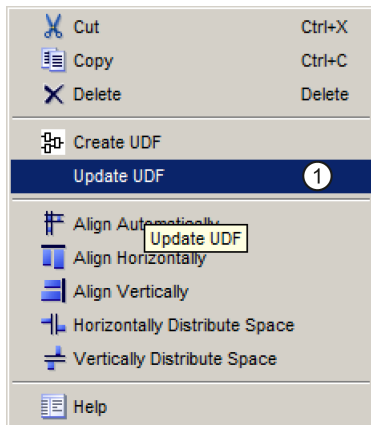 Cut Ctrl+X
Copy Ctrl+C
Delete Delete
Create UDF
Update UDF 1
Align Automatically
Update UDF
Align Horizontally
Align Vertically
Horizontally Distribute Space
Vertically Distribute Space
Help